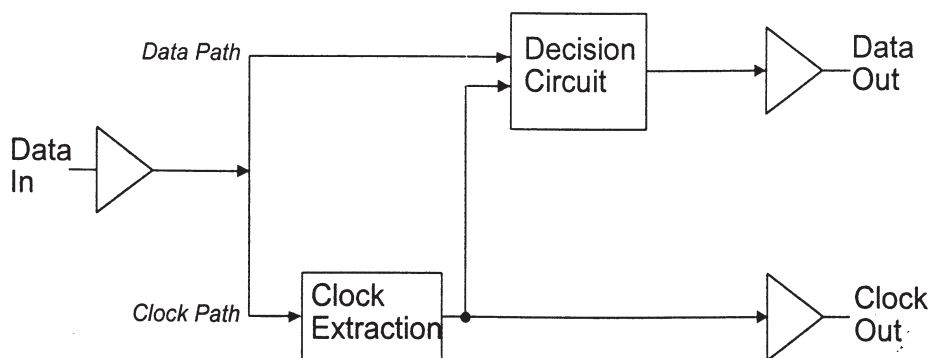 Data Path
Decision
Circuit
Data
Out
Data
In
Clock Path
Clock
Extraction
Clock
Out